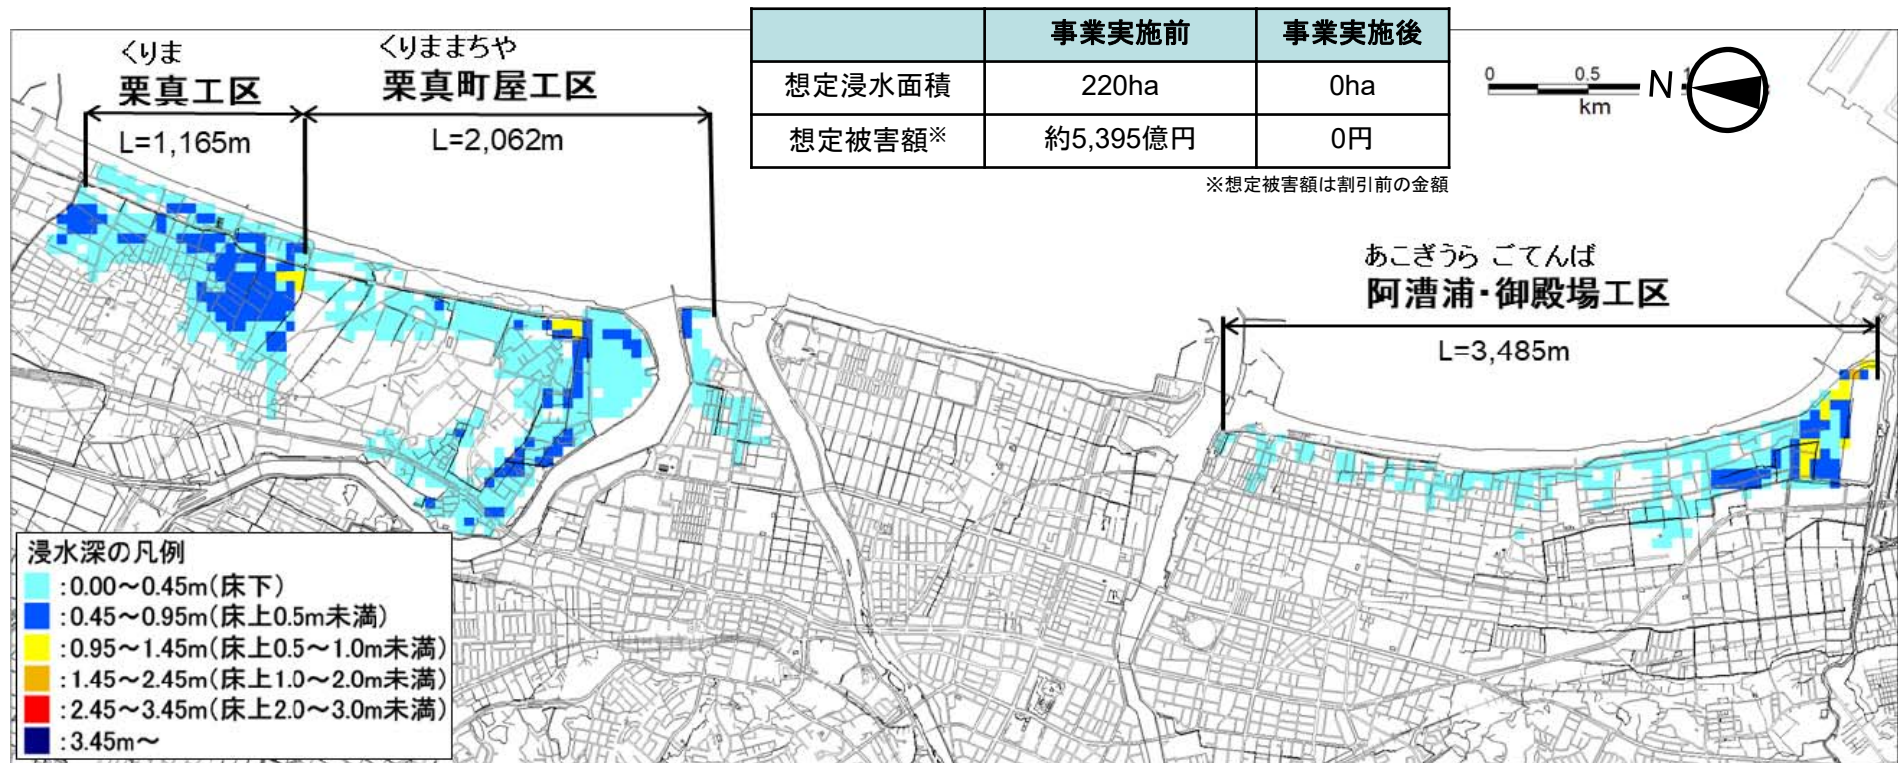 くりま
栗真工区
L=1,165m
くりままちや
栗真町屋工区
L=2,062m
事業実施前 事業実施後
想定浸水面積 220ha 0ha
想定被害額※ 約5,395億円 0円
※想定被害額は割引前の金額
0 0.5 1
km
N
あこぎうら ごてんば
阿漕浦・御殿場工区
L=3,485m
浸水深の凡例
:0.00～0.45m(床下)
:0.45～0.95m(床上0.5m未満)
:0.95～1.45m(床上0.5～1.0m未満)
:1.45～2.45m(床上1.0～2.0m未満)
:2.45～3.45m(床上2.0～3.0m未満)
:3.45m～